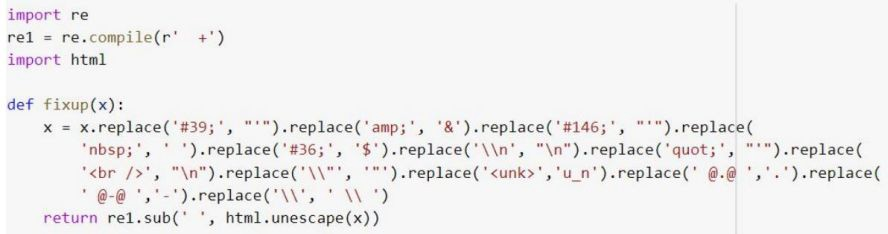 import re
re1 = re.compile(r'  +')
import html

def fixup(x):
    x = x.replace('#39;', "'").replace('amp;', '&').replace('#146;', "'").replace(
        'nbsp;', ' ').replace('#36;', '$').replace('\\n', "\n").replace('quot;', "'").replace(
        '<br />', "\n").replace('\\"', '"').replace('<unk>','u_n').replace(' @.@ ','.').replace(
        ' @-@ ','-').replace('\\', ' \\ ')
    return re1.sub(' ', html.unescape(x))